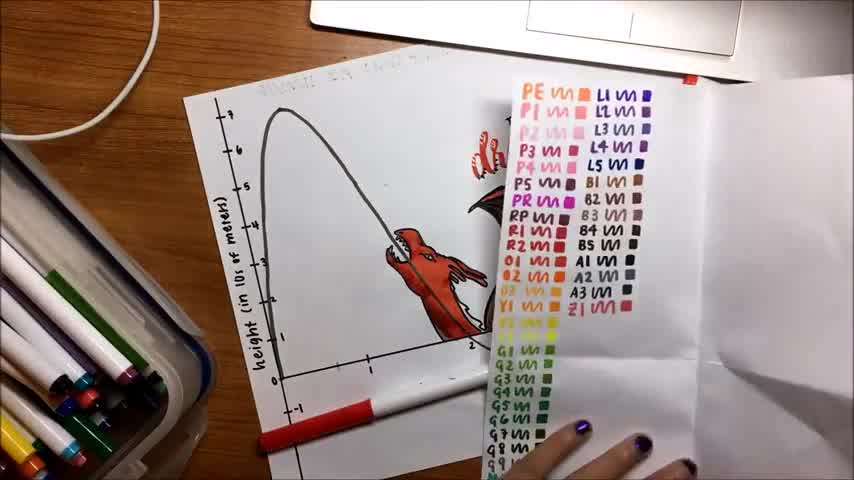 height (in 10s of meters)
7
6
5
4
3
2
1
0
-1
1
2
PE
P1
P2
P3
P4
P5
PR
RP
R1
R2
O1
O2
O3
Y1
Y2
G1
G2
G3
G4
G5
G6
G7
G8
G9
L1
L2
L3
L4
L5
B1
B2
B3
B4
B5
A1
A2
A3
Z1